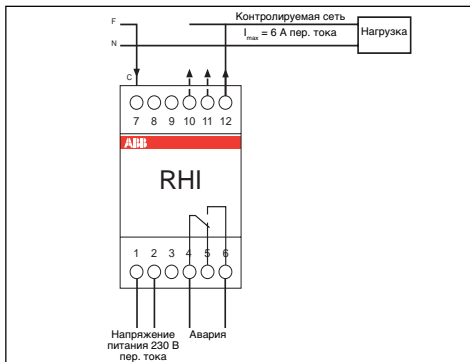 F
Контролируемая сеть
Imax = 6 А пер. тока
Нагрузка
N
C
7 8 9 10 11 12
ABB
RHI
1 2 3 4 5 6
Напряжение
питания 230 В
пер. тока
Авария